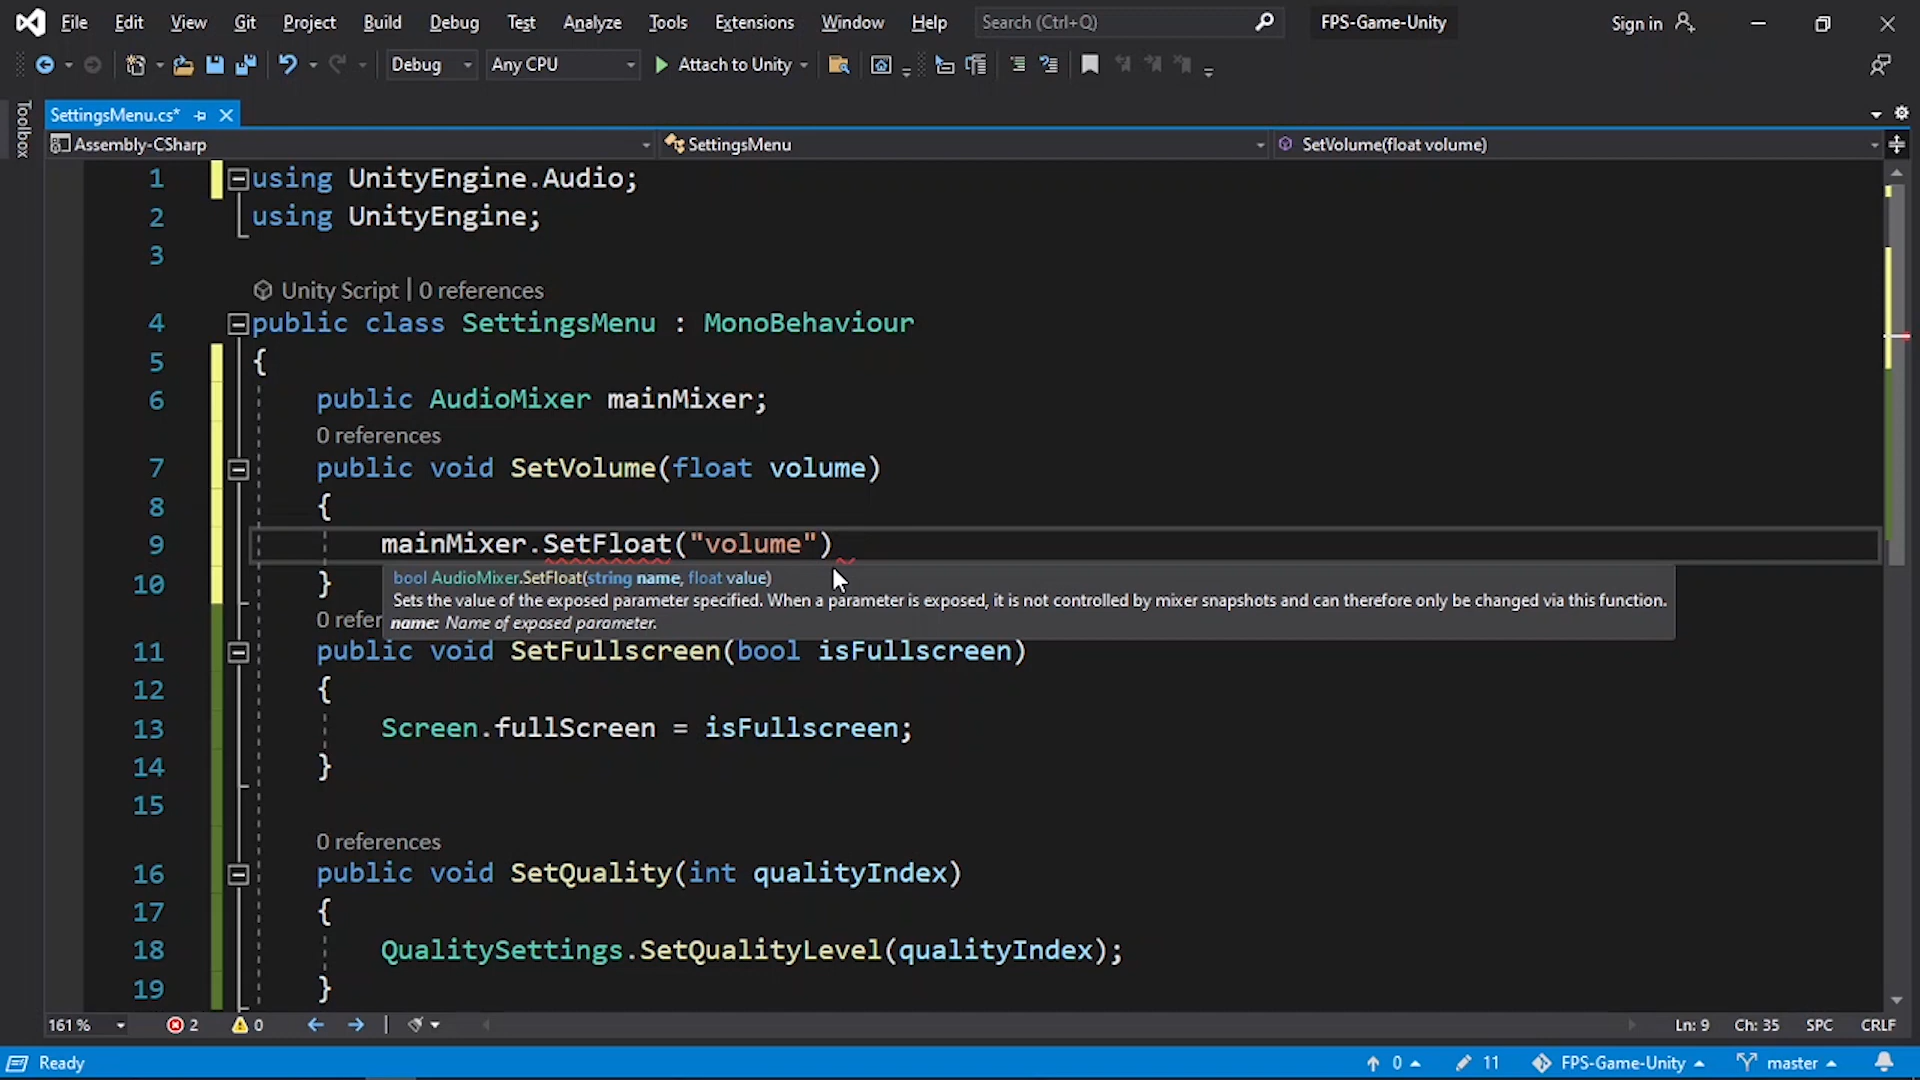 File Edit View Git Project Build Debug Test Analyze Tools Extensions Window Help Search (Ctrl+Q) FPS-Game-Unity Sign in
Debug Any CPU Attach to Unity
Toolbox
SettingsMenu.cs*
Assembly-CSharp SettingsMenu SetVolume(float volume)
1 using UnityEngine.Audio;
2 using UnityEngine;
3
Unity Script | 0 references
4 public class SettingsMenu : MonoBehaviour
5 {
6 public AudioMixer mainMixer;
0 references
7 public void SetVolume(float volume)
8 {
9 mainMixer.SetFloat("volume")
bool AudioMixer.SetFloat(string name, float value)
10 }
Sets the value of the exposed parameter specified. When a parameter is exposed, it is not controlled by mixer snapshots and can therefore only be changed via this function.
0 refer
name: Name of exposed parameter.
11 public void SetFullscreen(bool isFullscreen)
12 {
13 Screen.fullScreen = isFullscreen;
14 }
15
0 references
16 public void SetQuality(int qualityIndex)
17 {
18 QualitySettings.SetQualityLevel(qualityIndex);
19 }
161 % 2 0 Ln: 9 Ch: 35 SPC CRLF
Ready 0 11 FPS-Game-Unity master